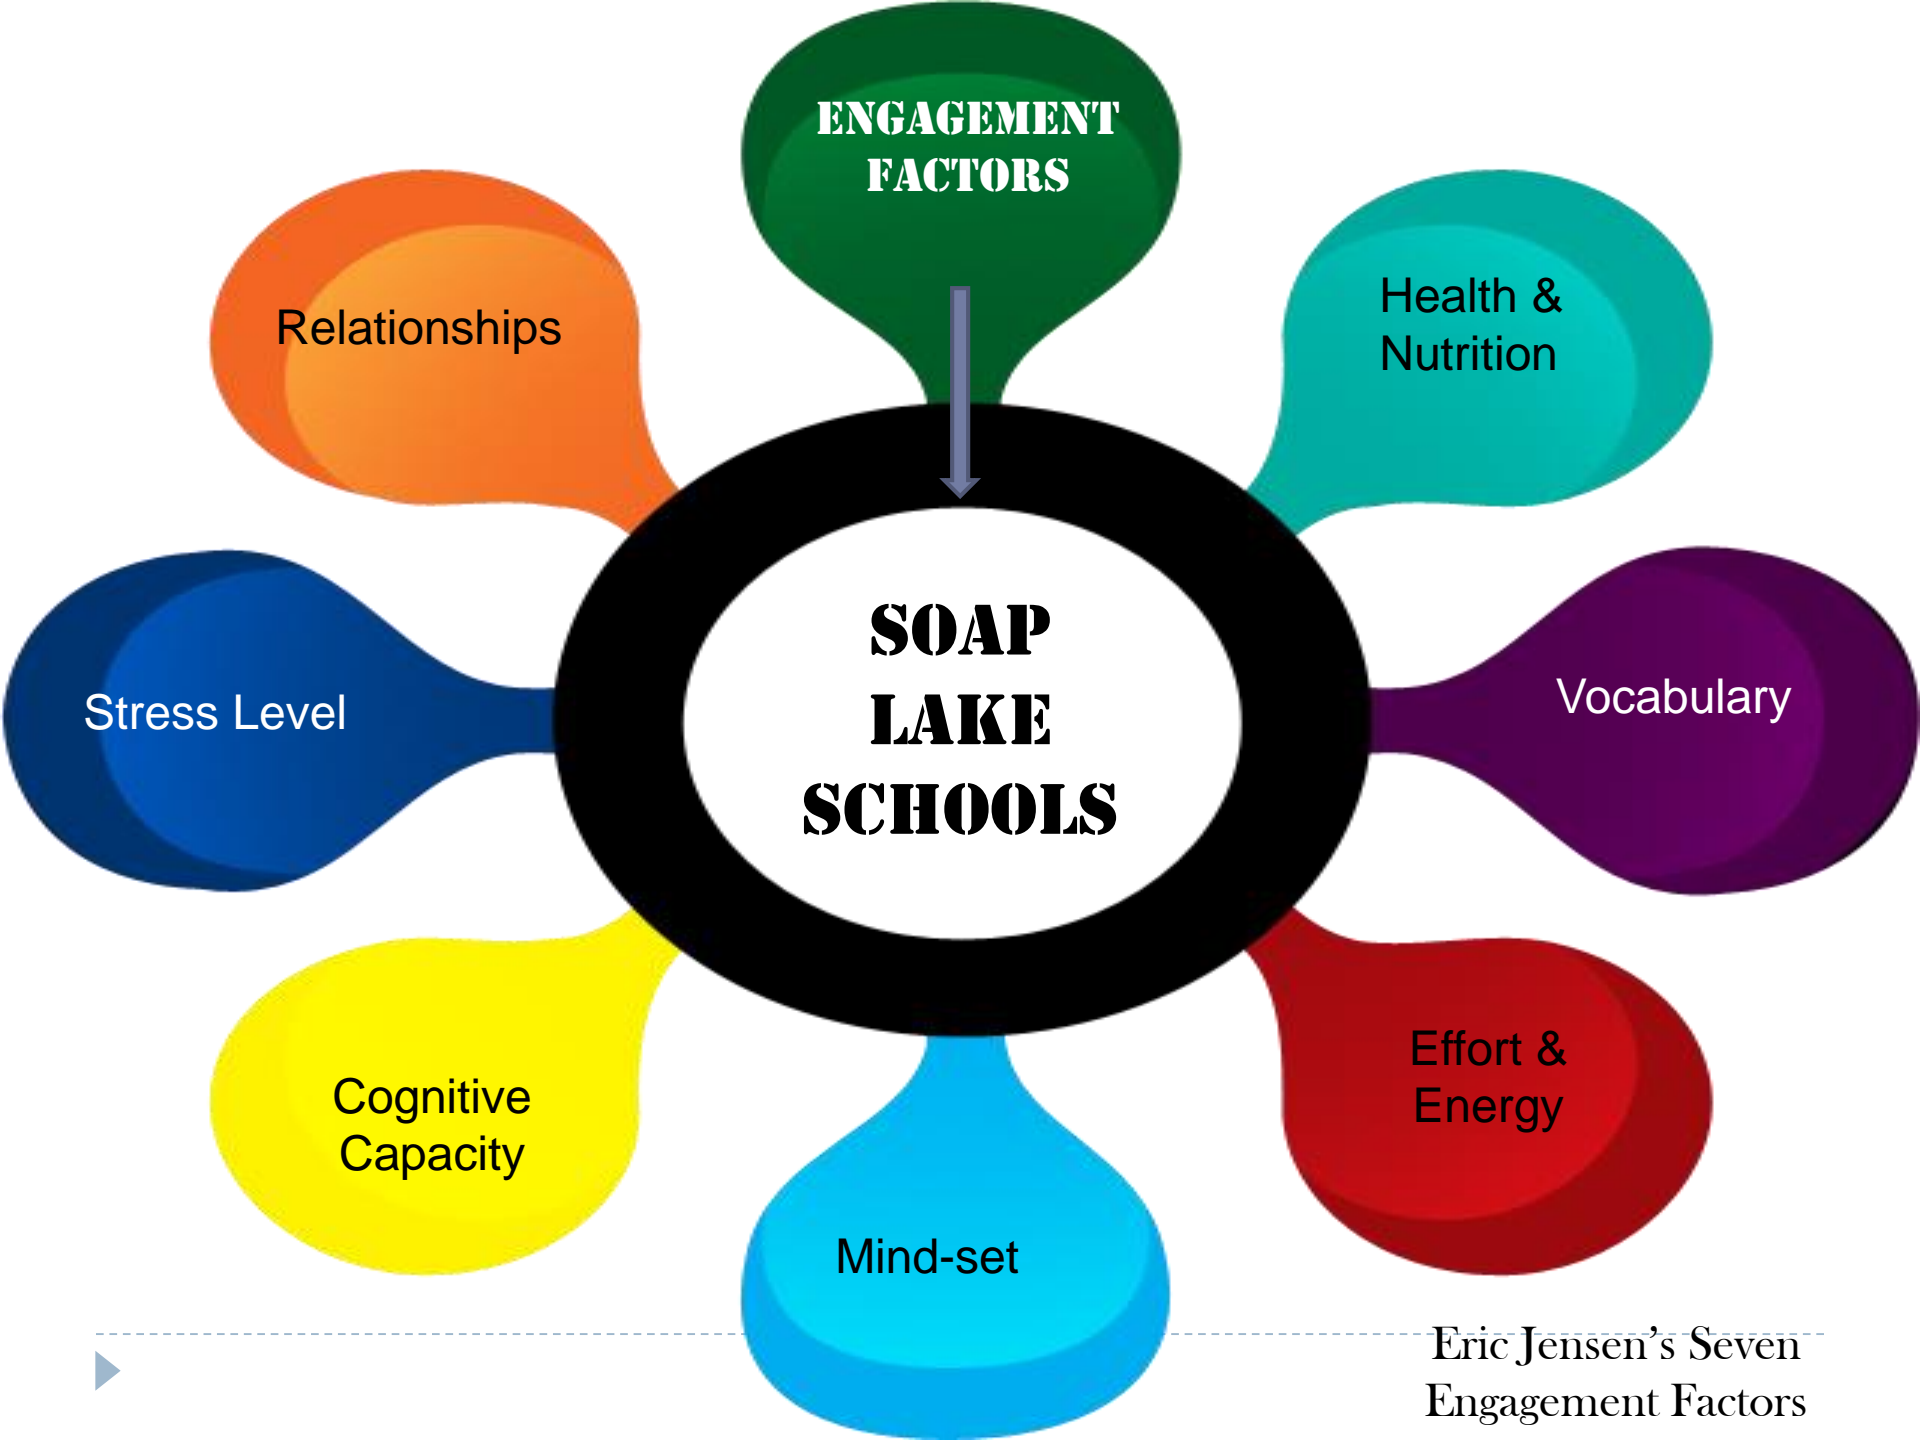 ENGAGEMENT
FACTORS
Health &
Nutrition
Relationships
SOAP
LAKE
SCHOOLS
Vocabulary
Stress Level
Effort &
Energy
Cognitive
Capacity
Mind-set
Eric Jensen's Seven
Engagement Factors